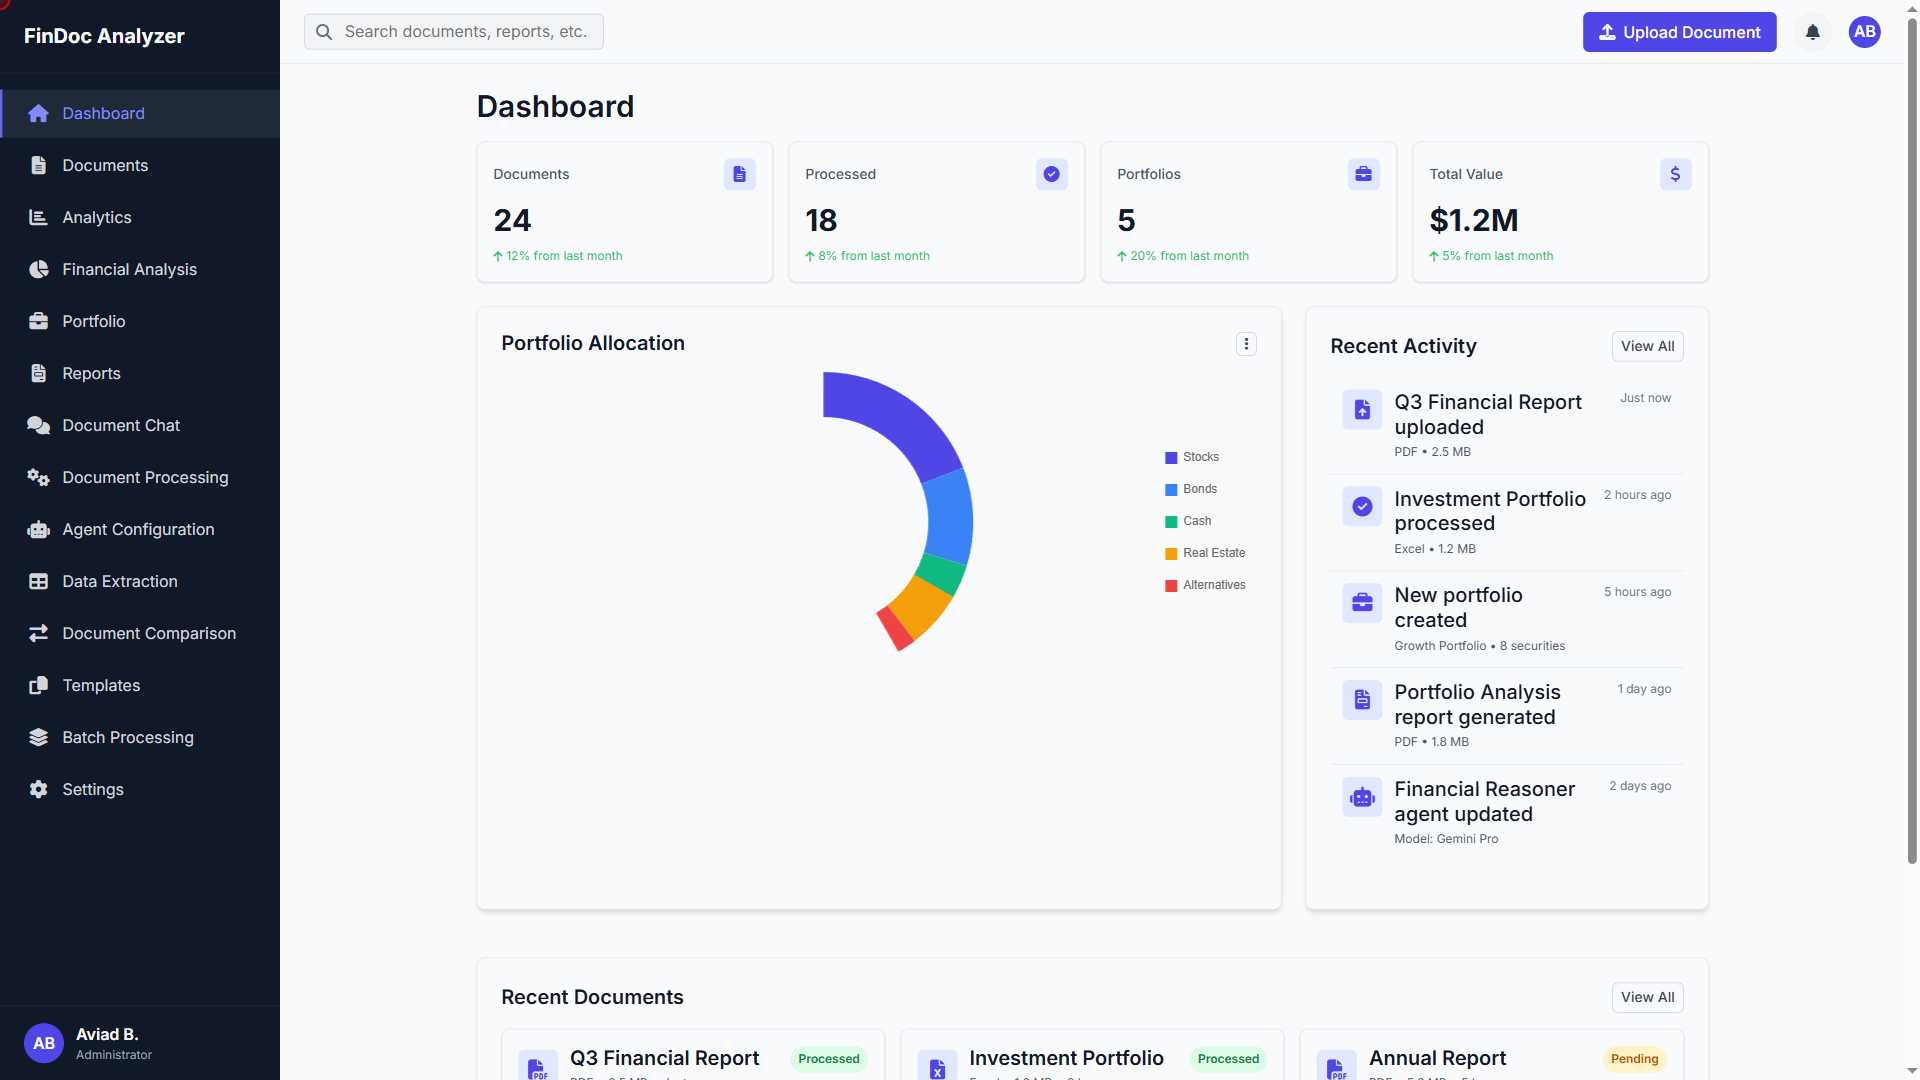 FinDoc Analyzer
Dashboard
Documents
Analytics
Financial Analysis
Portfolio
Reports
Document Chat
Document Processing
Agent Configuration
Data Extraction
Document Comparison
Templates
Batch Processing
Settings
AB
Aviad B.
Administrator
Search documents, reports, etc.
Upload Document
AB
Dashboard
Documents
24
12% from last month
Processed
18
8% from last month
Portfolios
5
20% from last month
Total Value
$
$1.2M
5% from last month
Portfolio Allocation
Stocks
Bonds
Cash
Real Estate
Alternatives
Recent Activity
View All
Q3 Financial Report
uploaded
Just now
PDF • 2.5 MB
Investment Portfolio
processed
2 hours ago
Excel • 1.2 MB
New portfolio
created
5 hours ago
Growth Portfolio • 8 securities
Portfolio Analysis
report generated
1 day ago
PDF • 1.8 MB
Financial Reasoner
agent updated
2 days ago
Model: Gemini Pro
Recent Documents
View All
PDF
Q3 Financial Report
Processed
X
Investment Portfolio
Processed
PDF
Annual Report
Pending